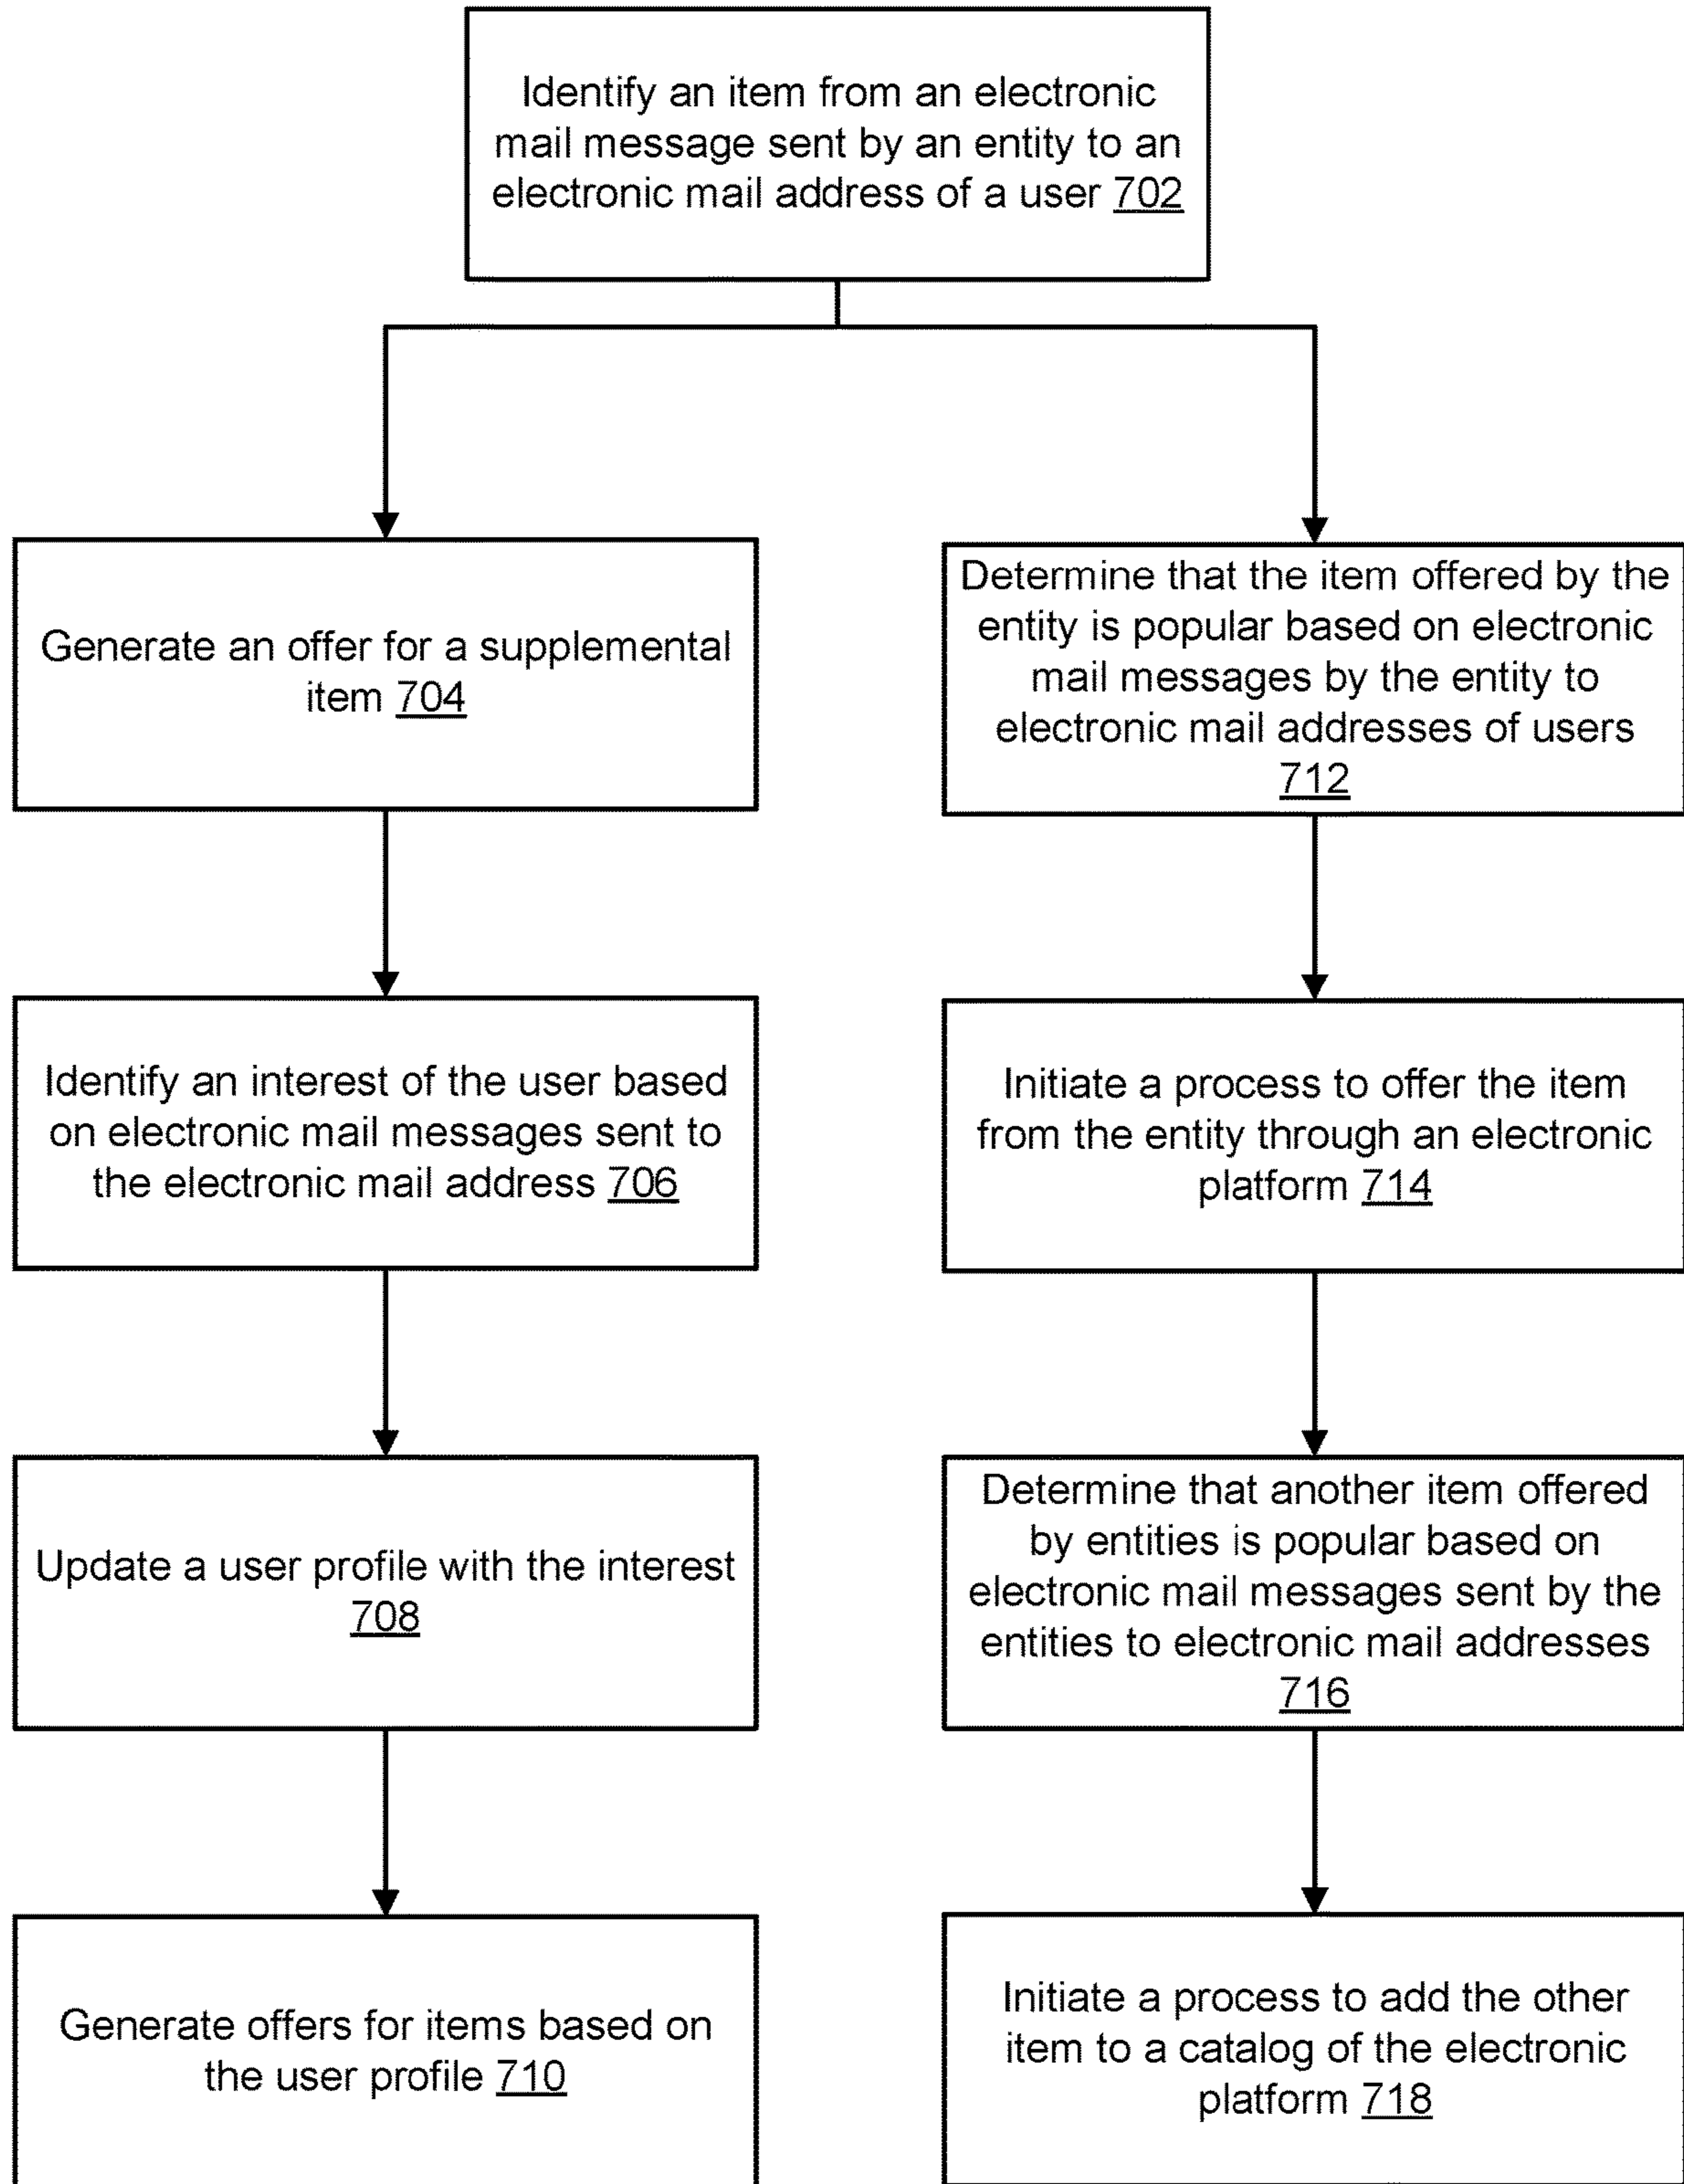 Identify an item from an electronic
mail message sent by an entity to an
electronic mail address of a user 702
Generate an offer for a supplemental
item 704
Identify an interest of the user based
on electronic mail messages sent to
the electronic mail address 706
Update a user profile with the interest
708
Generate offers for items based on
the user profile 710
Determine that the item offered by the
entity is popular based on electronic
mail messages by the entity to
electronic mail addresses of users
712
Initiate a process to offer the item
from the entity through an electronic
platform 714
Determine that another item offered
by entities is popular based on
electronic mail messages sent by the
entities to electronic mail addresses
716
Initiate a process to add the other
item to a catalog of the electronic
platform 718